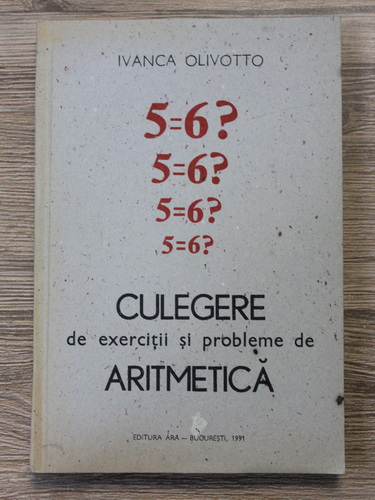 IVANCA OLIVOTTO
5=6?
5=6?
5=6?
5=6?
CULEGERE
de exerciții și probleme de
ARITMETICĂ
EDITURA ARA — BUCUREȘTI, 1991